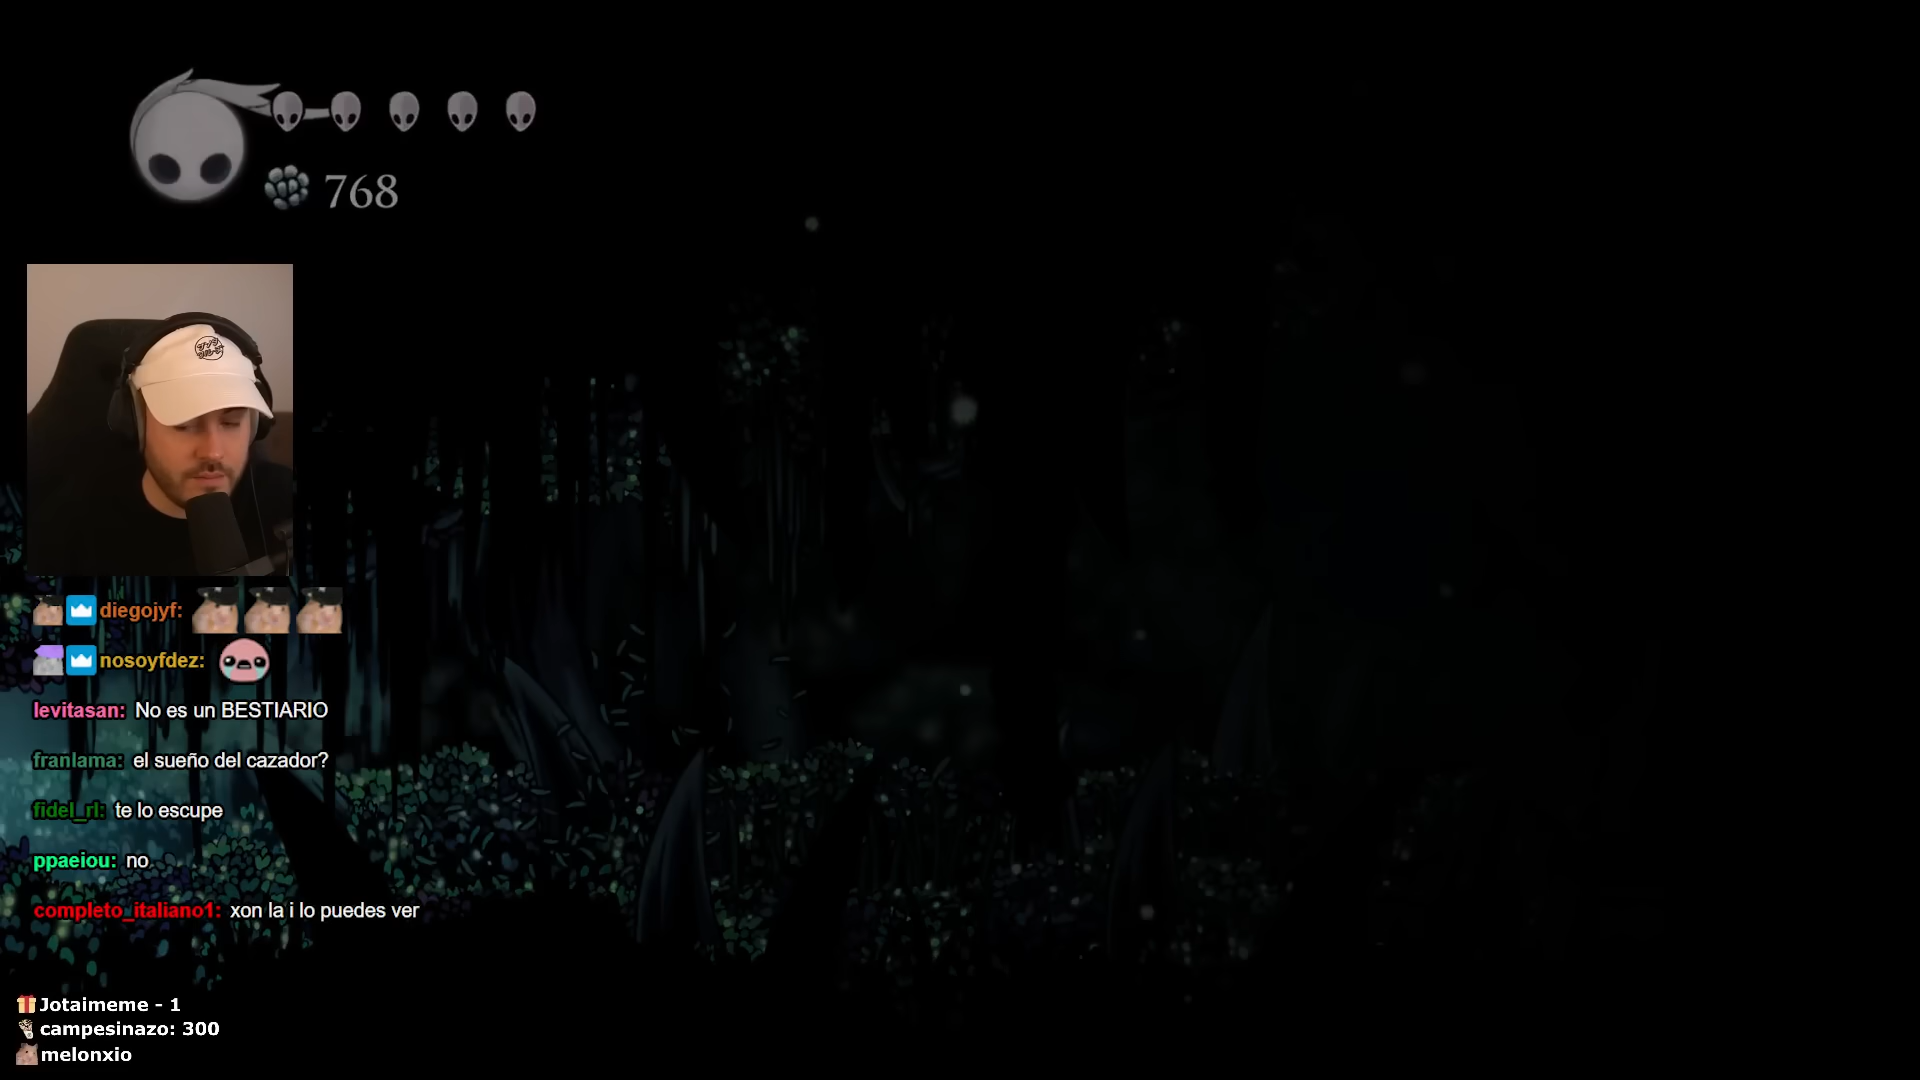 768
diegojyf:
nosoyfdez:
levitasan: No es un BESTIARIO
franlama: el sueño del cazador?
fidel_rl: te lo escupe
ppaeiou: no
completo_italiano1: xon la i lo puedes ver
Jotaimeme - 1
campesinazo: 300
melonxio